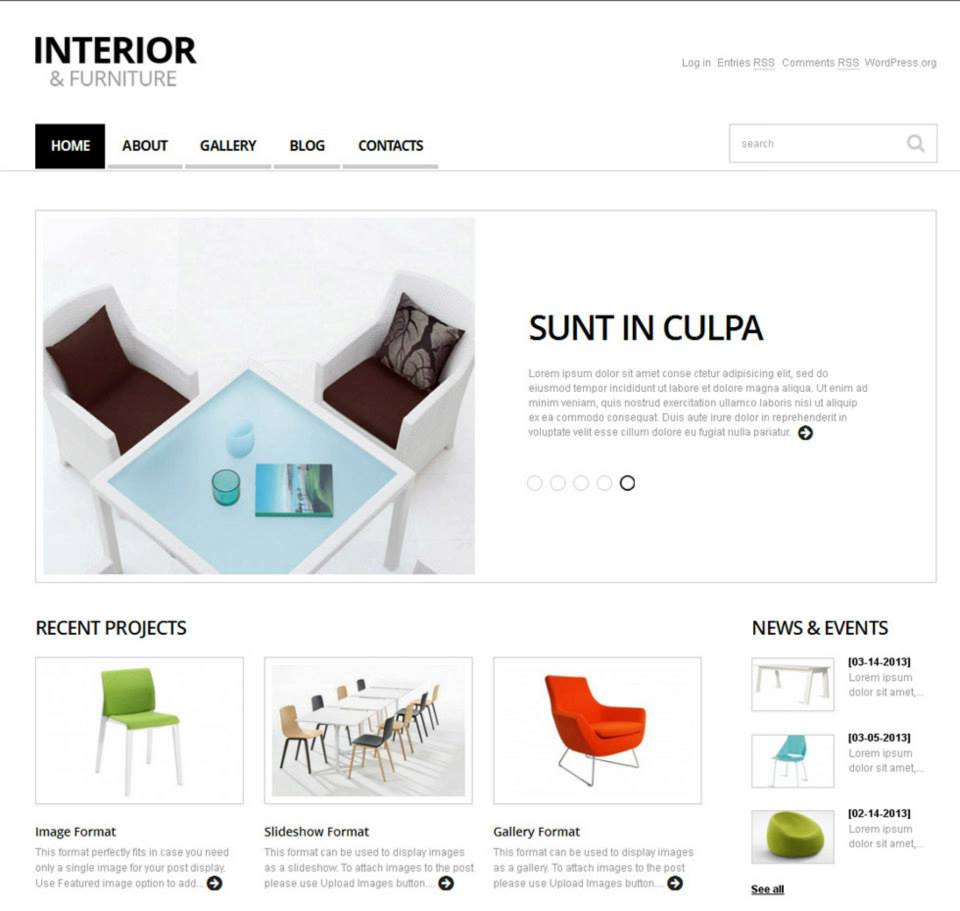 INTERIOR
& FURNITURE
Log in Entries RSS Comments RSS WordPress.org
HOME ABOUT GALLERY BLOG CONTACTS
search
SUNT IN CULPA
Lorem ipsum dolor sit amet conse ctetur adipisicing elit, sed do
eiusmod tempor incididunt ut labore et dolore magna aliqua. Ut enim ad
minim veniam, quis nostrud exercitation ullamco laboris nisi ut aliquip
ex ea commodo consequat. Duis aute irure dolor in reprehenderit in
voluptate velit esse cillum dolore eu fugiat nulla pariatur.
RECENT PROJECTS
Image Format
This format perfectly fits in case you need
only a single image for your post display.
Use Featured image option to add...
Slideshow Format
This format can be used to display images
as a slideshow. To attach images to the post
please use Upload Images button....
Gallery Format
This format can be used to display images
as a gallery. To attach images to the post
please use Upload Images button....
NEWS & EVENTS
[03-14-2013]
Lorem ipsum
dolor sit amet,...
[03-05-2013]
Lorem ipsum
dolor sit amet,...
[02-14-2013]
Lorem ipsum
dolor sit amet,...
See all